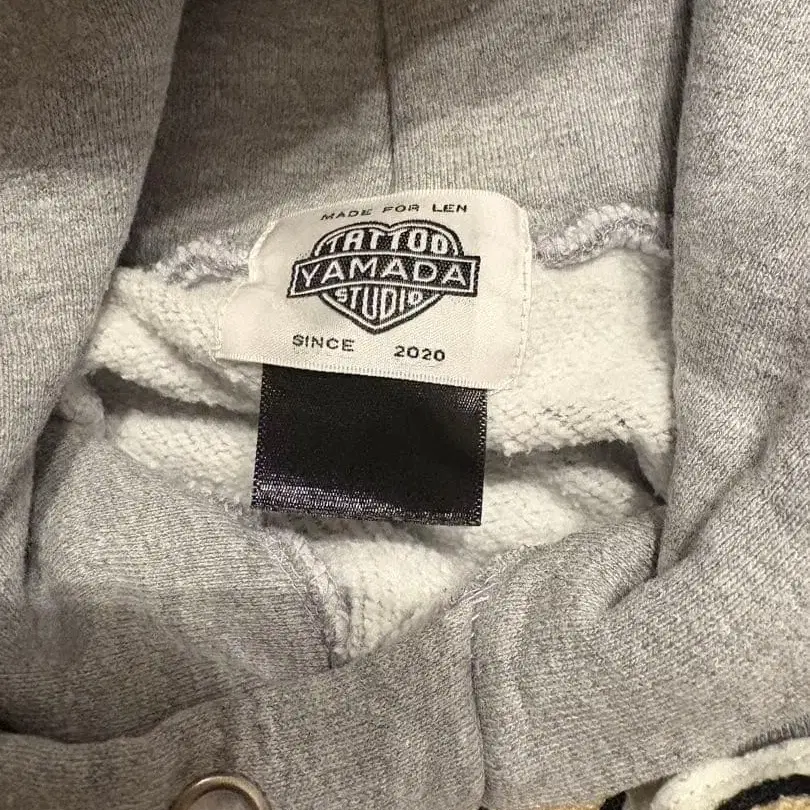 MADE FOR LEN
TATTOO
YAMADA
STUDIO
SINCE 2020